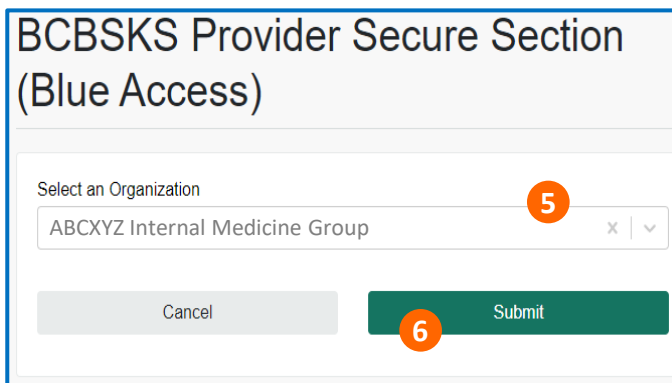 BCBSKS Provider Secure Section
(Blue Access)
Select an Organization
ABCXYZ Internal Medicine Group 5 x
Cancel 6 Submit